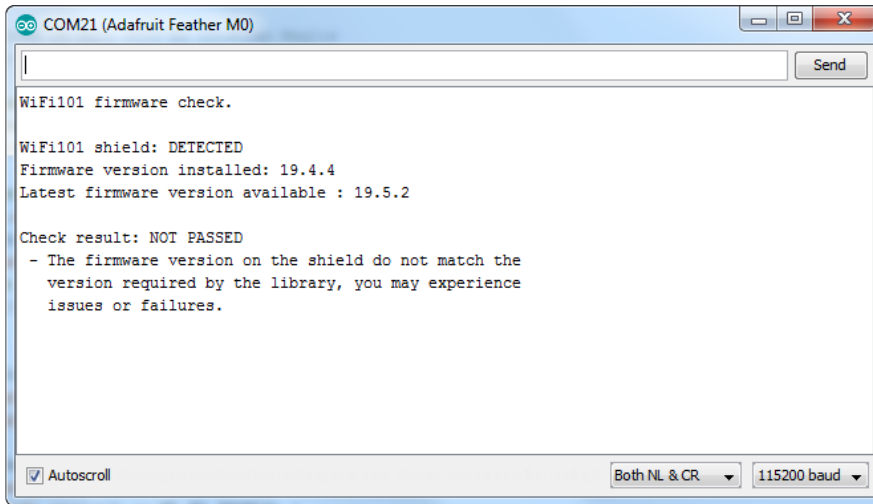 COM21 (Adafruit Feather M0)
Send
WiFi101 firmware check.
WiFi101 shield: DETECTED
Firmware version installed: 19.4.4
Latest firmware version available : 19.5.2
Check result: NOT PASSED
- The firmware version on the shield do not match the
version required by the library, you may experience
issues or failures.
Autoscroll
Both NL & CR
115200 baud